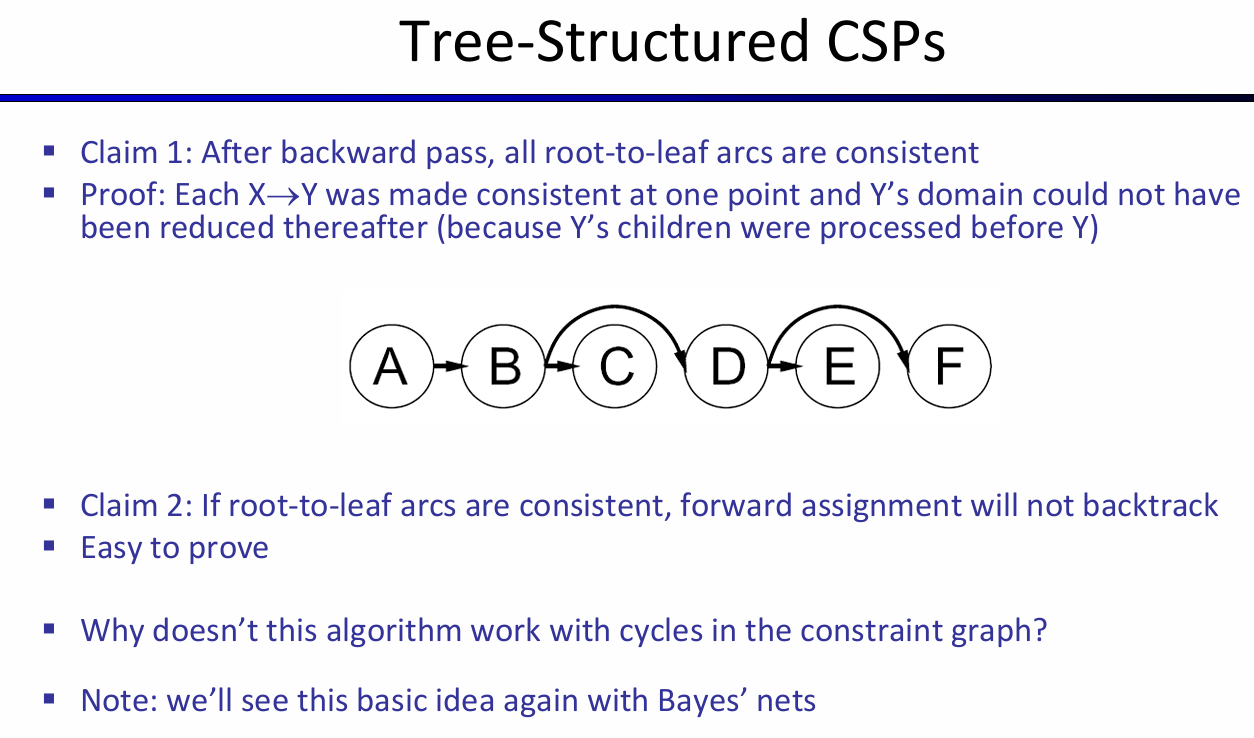 Tree-Structured CSPs
▪ Claim 1: After backward pass, all root-to-leaf arcs are consistent
▪ Proof: Each X→Y was made consistent at one point and Y’s domain could not have
been reduced thereafter (because Y’s children were processed before Y)
A B C D E F
▪ Claim 2: If root-to-leaf arcs are consistent, forward assignment will not backtrack
▪ Easy to prove
▪ Why doesn’t this algorithm work with cycles in the constraint graph?
▪ Note: we’ll see this basic idea again with Bayes’ nets